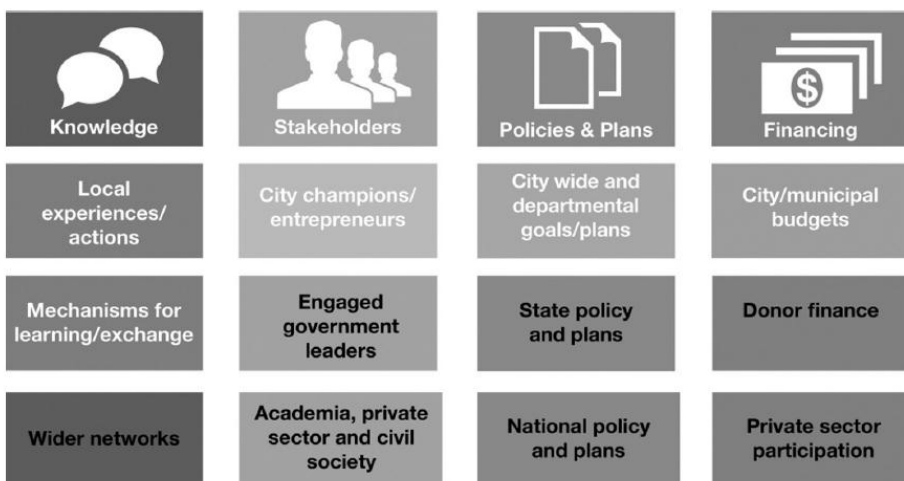 Knowledge
Stakeholders
Policies & Plans
$
Financing
Local
experiences/
actions
City champions/
entrepreneurs
City wide and
departmental
goals/plans
City/municipal
budgets
Mechanisms for
learning/exchange
Engaged
government
leaders
State policy
and plans
Donor finance
Wider networks
Academia, private
sector and civil
society
National policy
and plans
Private sector
participation